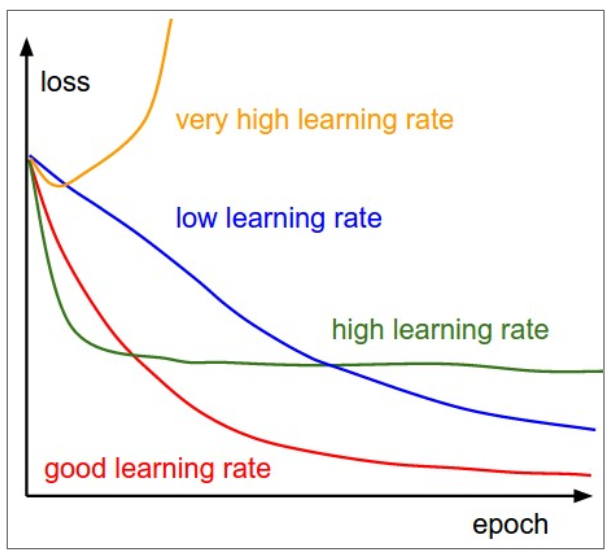 loss
very high learning rate
low learning rate
high learning rate
good learning rate
epoch